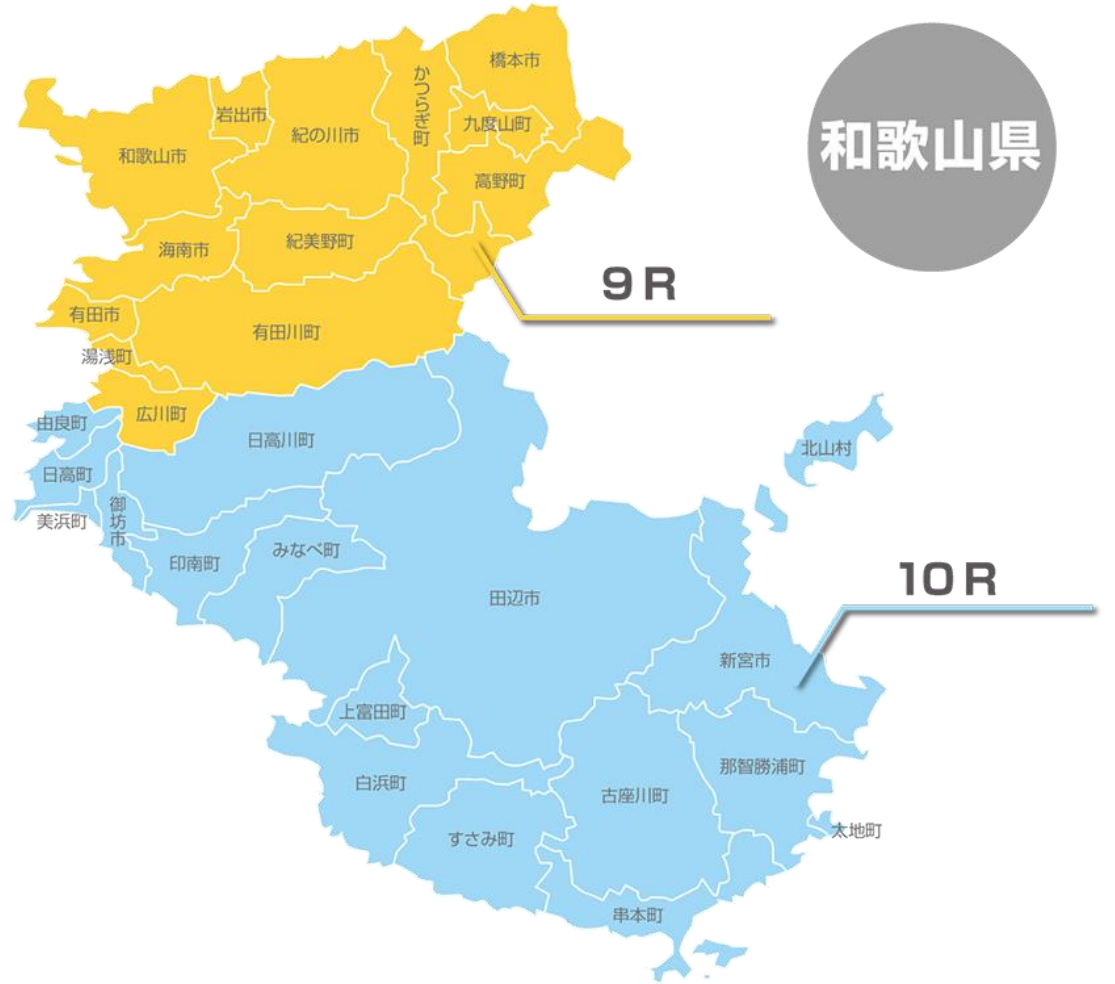 和歌山県
橋本市
かつらぎ町
岩出市
九度山町
紀の川市
和歌山市
高野町
海南市
紀美野町
9R
有田市
有田川町
湯浅町
広川町
由良町
日高川町
北山村
日高町
御坊市
美浜町
みなべ町
印南町
10R
田辺市
新宮市
上富田町
那智勝浦町
白浜町
古座川町
太地町
すさみ町
串本町